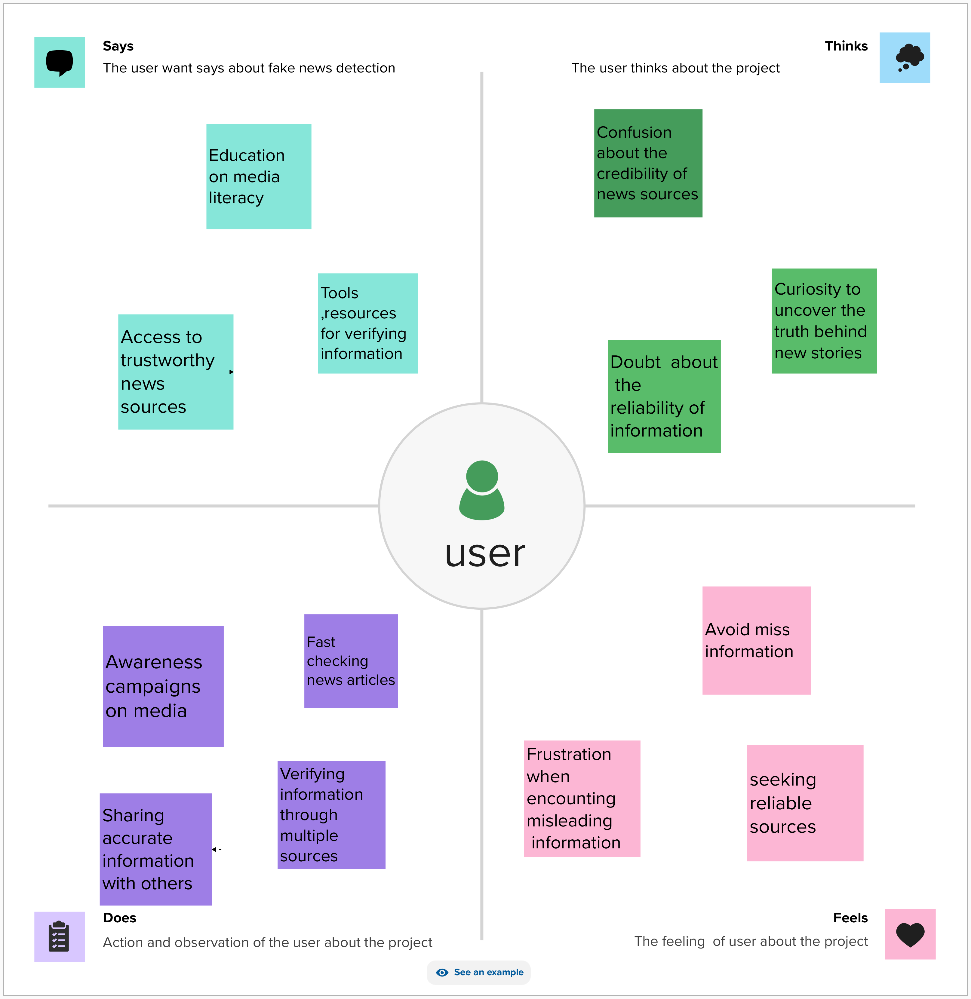 Says
The user want says about fake news detection
Thinks
The user thinks about the project
Education
on media
literacy
Tools
,resources
for verifying
information
Access to
trustworthy
news
sources
Confusion
about the
credibility of
news sources
Curiosity to
uncover the
truth behind
new stories
Doubt  about
the
reliability of
information
user
Awareness
campaigns
on media
Fast
checking
news articles
Sharing
accurate
information
with others
Verifying
information
through
multiple
sources
Avoid miss
information
Frustration
when
encounting
misleading
information
seeking
reliable
sources
Does
Action and observation of the user about the project
Feels
The feeling  of user about the project
See an example